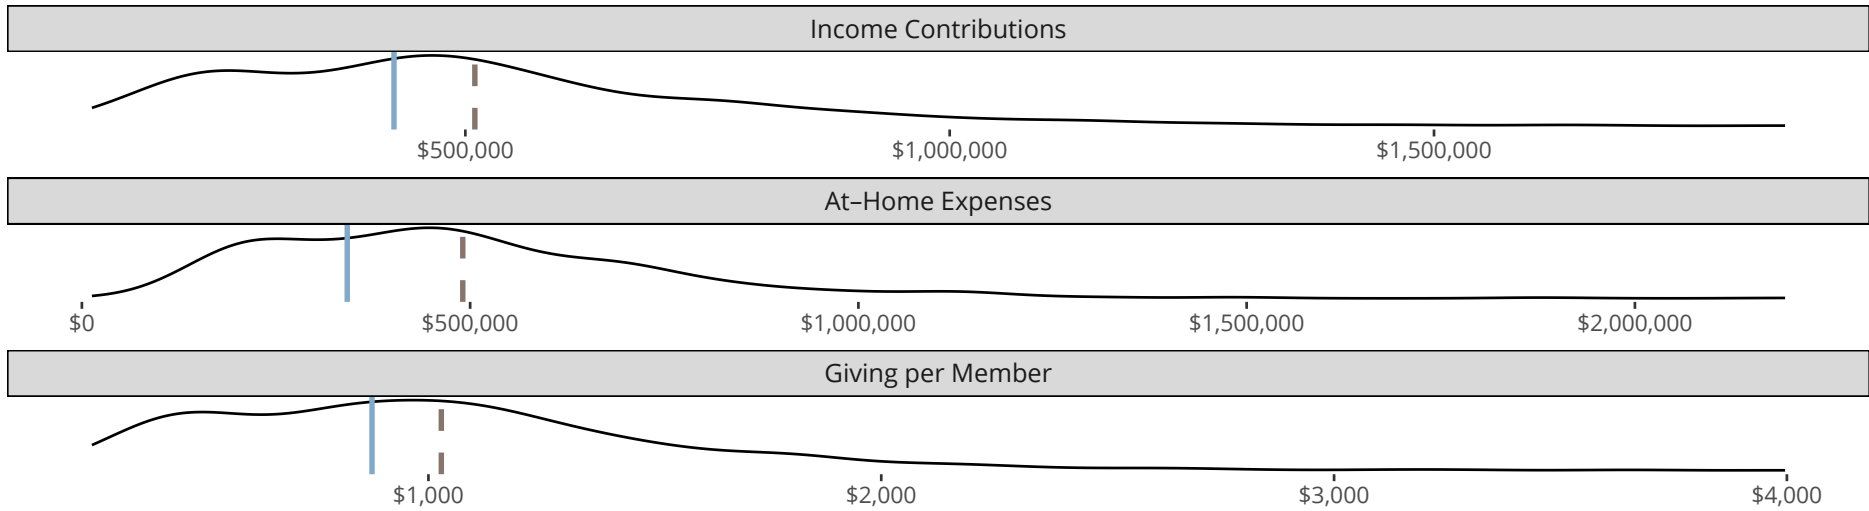 Income Contributions
$500,000 $1,000,000 $1,500,000
At–Home Expenses
$0 $500,000 $1,000,000 $1,500,000 $2,000,000
Giving per Member
$1,000 $2,000 $3,000 $4,000